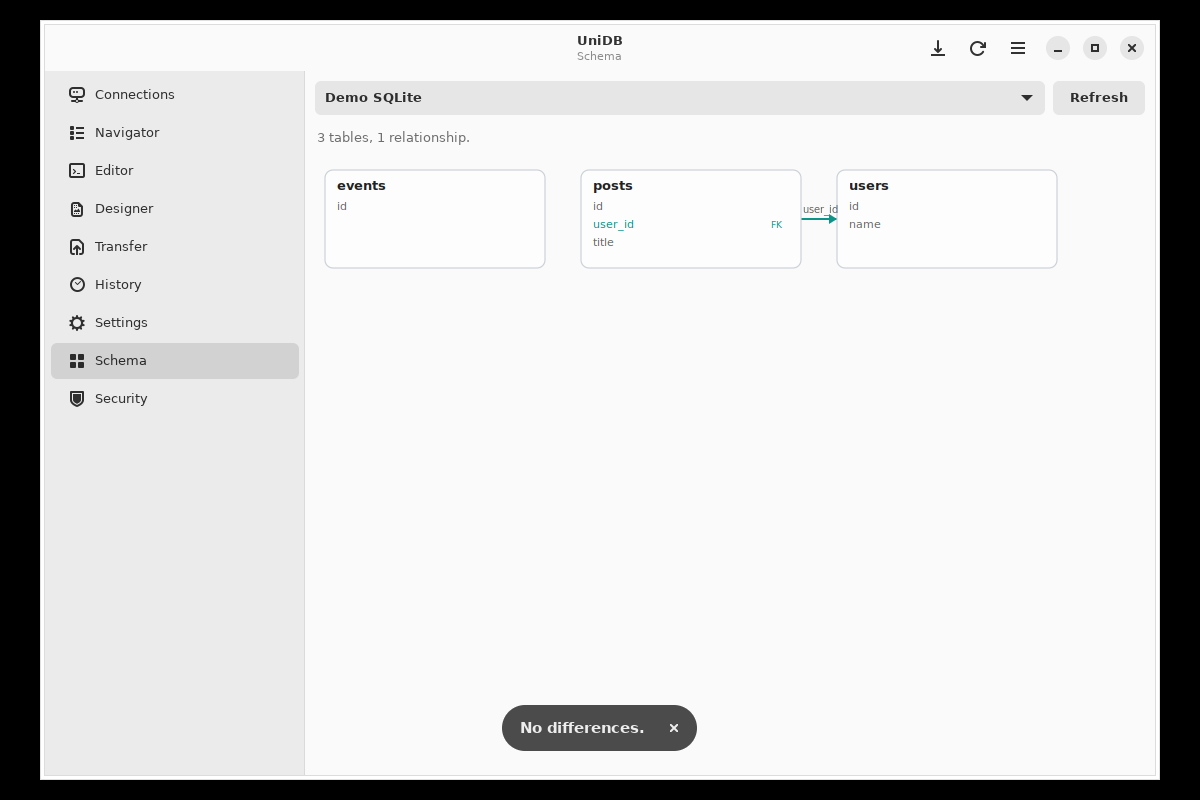 UniDB
Schema
Connections
Navigator
Editor
Designer
Transfer
History
Settings
Schema
Security
Demo SQLite
Refresh
3 tables, 1 relationship.
events
id
posts
id
user_id FK
title
user_id
users
id
name
No differences.